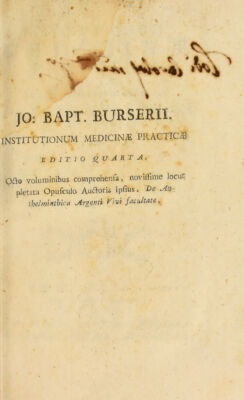 JO: BAPT. BURSERII.
INSTITUTIONUM MEDICINÆ PRACTICÆ
EDITIO QUARTA.
Octo voluminibus comprehensa, novissime locu-
pletata Opusculo Auctoris ipsius, De An-
thelminthica Argenti Vivi facultate.